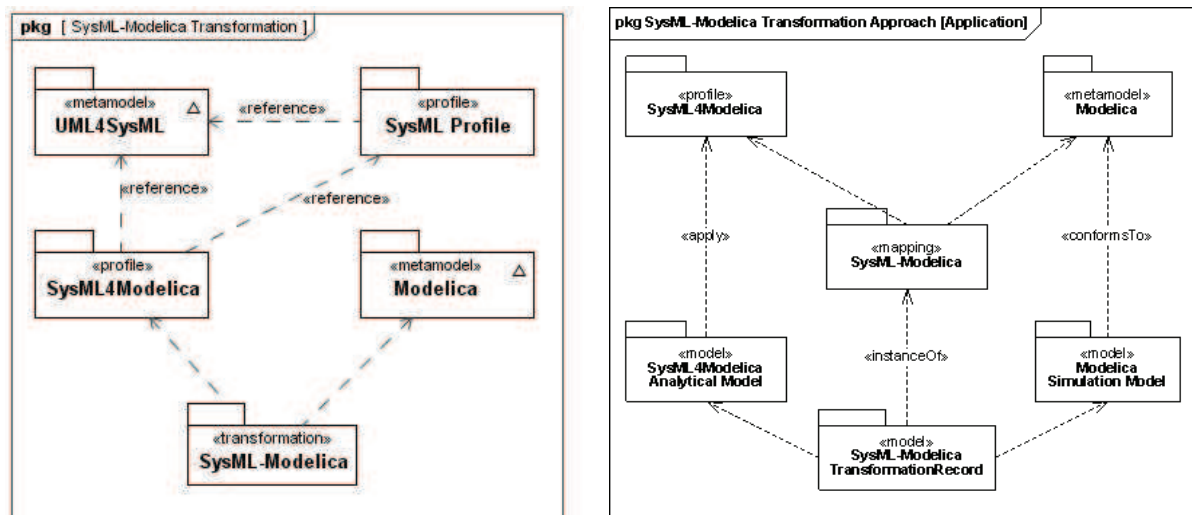 pkg [ SysML-Modelica Transformation ]
«metamodel»
UML4SysML
«reference»
«profile»
SysML Profile
«reference»
«reference»
«profile»
SysML4Modelica
«metamodel»
Modelica
«transformation»
SysML-Modelica
pkg SysML-Modelica Transformation Approach [Application]
«profile»
SysML4Modelica
«metamodel»
Modelica
«apply»
«mapping»
SysML-Modelica
«conformsTo»
«model»
SysML4Modelica
Analytical Model
«instanceOf»
«model»
Modelica
Simulation Model
«model»
SysML-Modelica
TransformationRecord